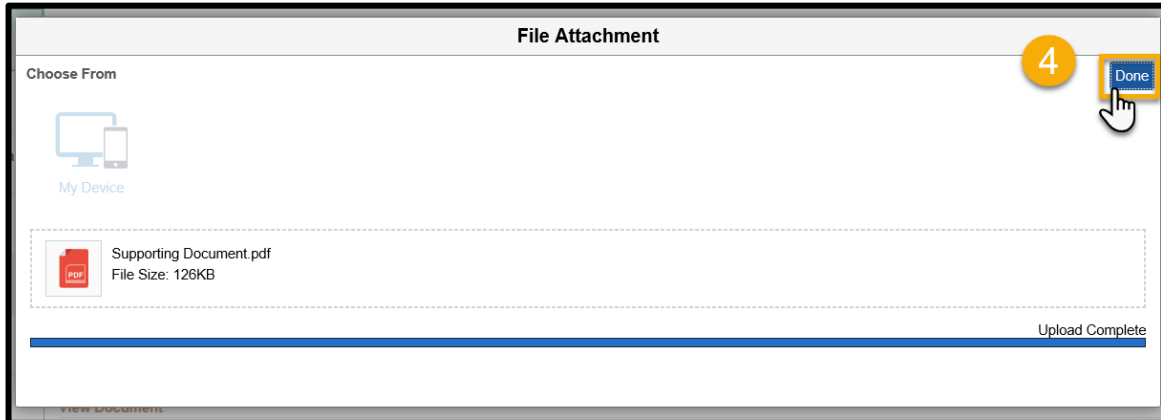 File Attachment
Choose From
4
Done
My Device
PDF
Supporting Document.pdf
File Size: 126KB
Upload Complete
View Document